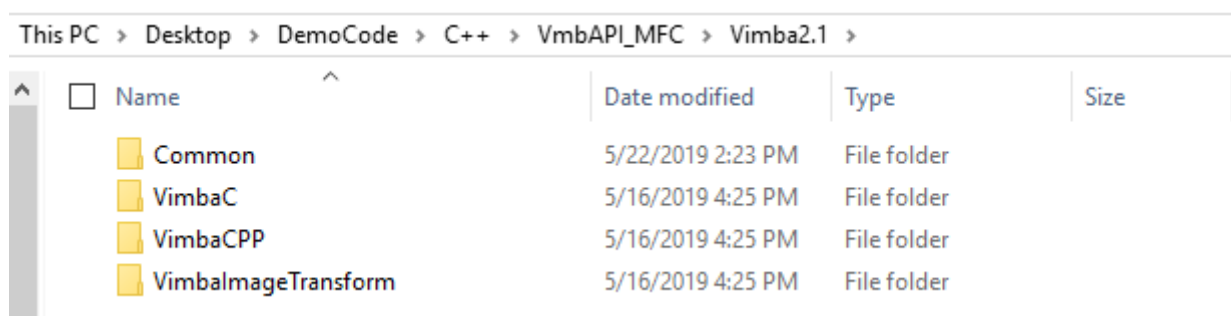 This PC > Desktop > DemoCode > C++ > VmbAPI_MFC > Vimba2.1 >
Name Date modified Type Size
Common 5/22/2019 2:23 PM File folder
VimbaC 5/16/2019 4:25 PM File folder
VimbaCPP 5/16/2019 4:25 PM File folder
VimbaImageTransform 5/16/2019 4:25 PM File folder